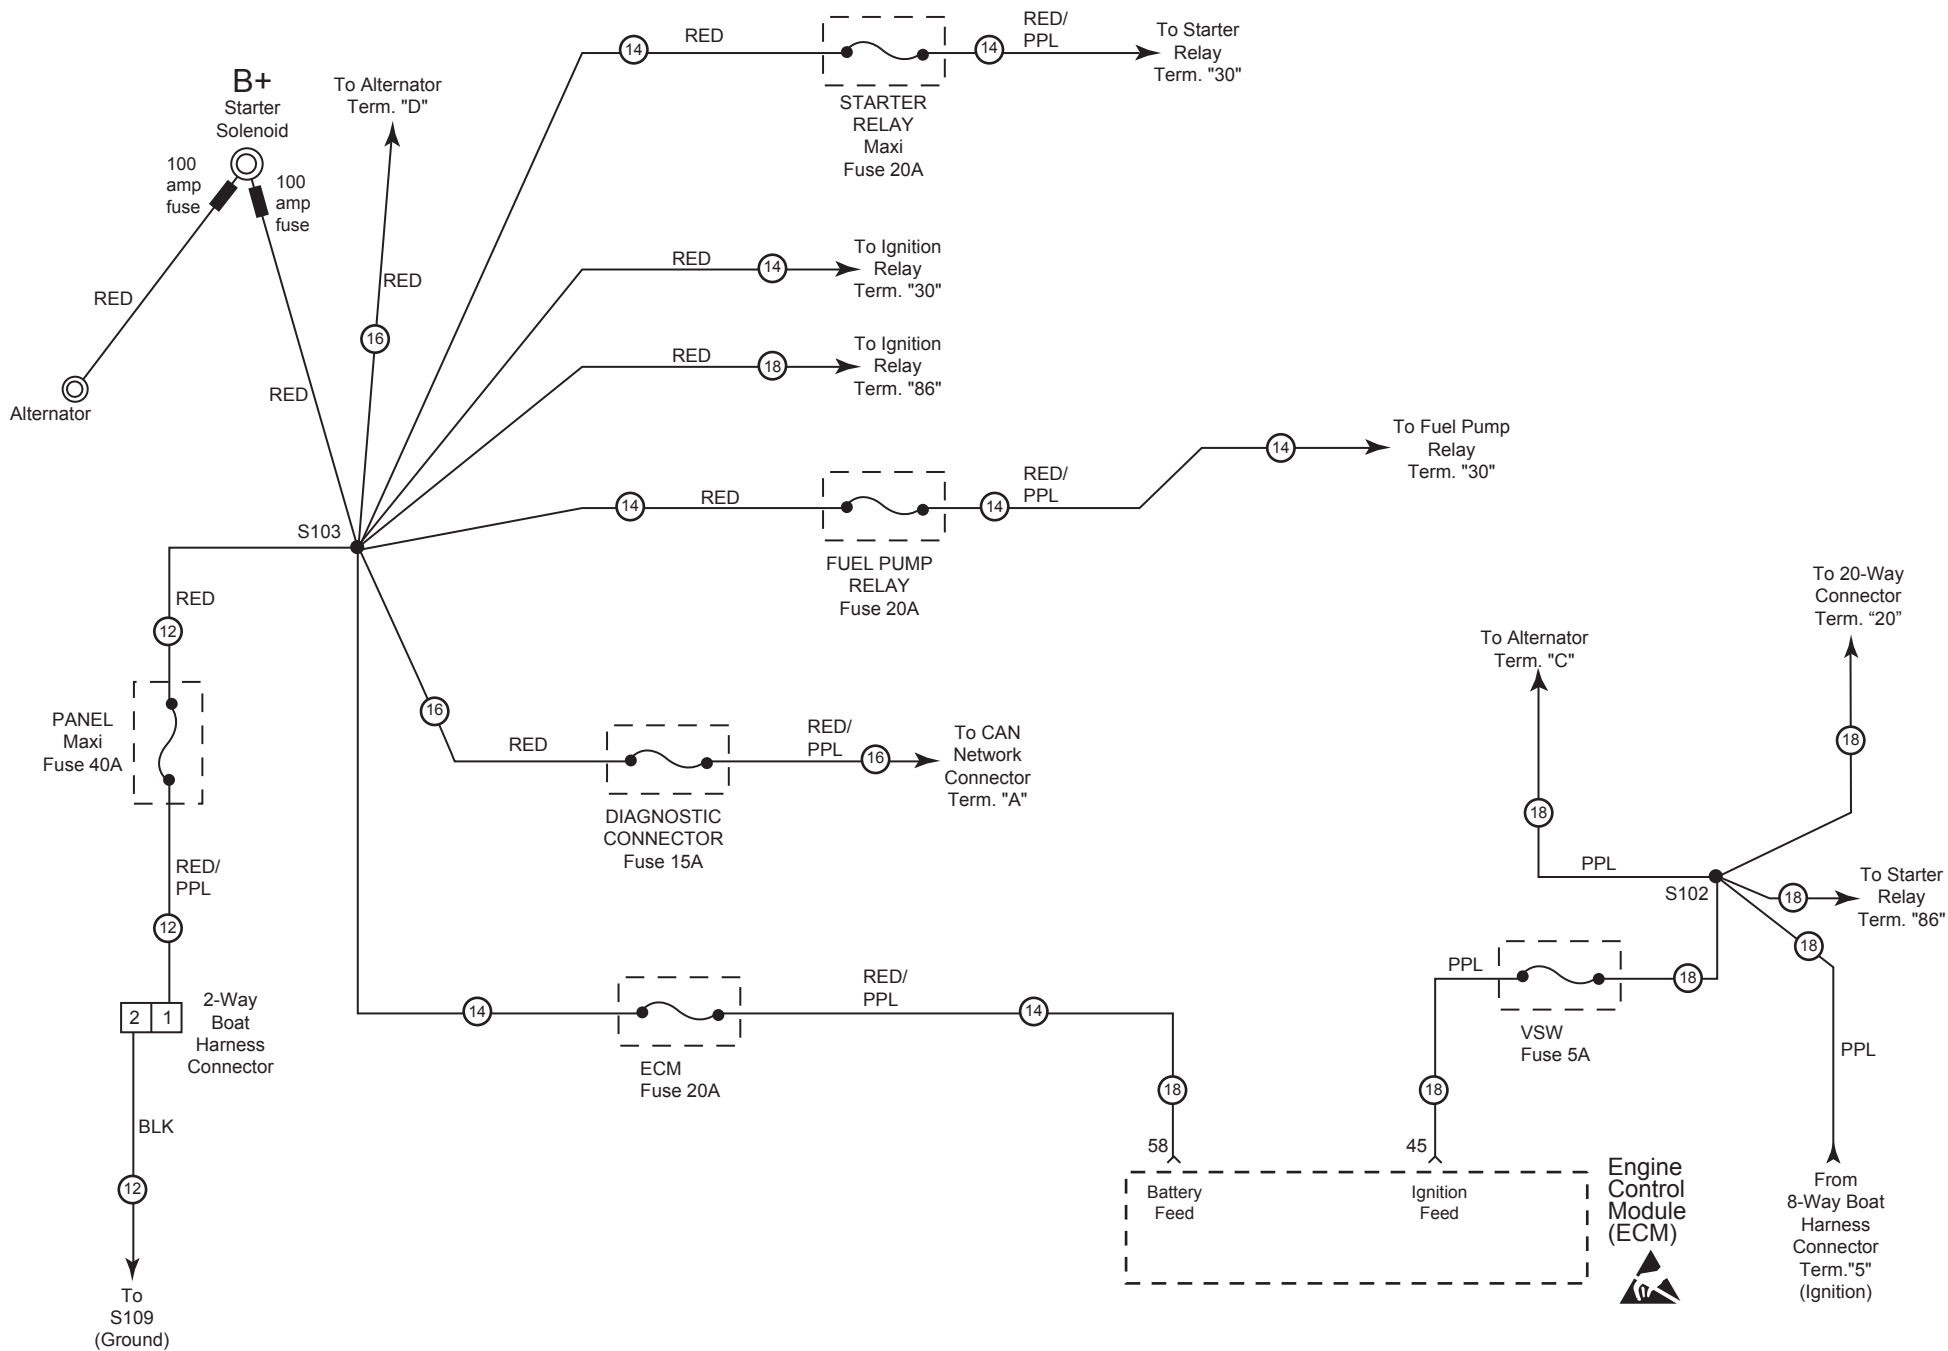 RED
14
RED/
PPL
14
To Starter
Relay
Term. "30"
STARTER
RELAY
Maxi
Fuse 20A
B+
Starter
Solenoid
To Alternator
Term. "D"
100
amp
fuse
100
amp
fuse
RED
RED
RED
16
RED
14
To Ignition
Relay
Term. "30"
RED
18
To Ignition
Relay
Term. "86"
14
To Fuel Pump
Relay
Term. "30"
Alternator
S103
14
RED
RED/
PPL
14
FUEL PUMP
RELAY
Fuse 20A
RED
12
PANEL
Maxi
Fuse 40A
RED/
PPL
12
2 1
2-Way
Boat
Harness
Connector
BLK
12
To
S109
(Ground)
16
RED
RED/
PPL
16
To CAN
Network
Connector
Term. "A"
DIAGNOSTIC
CONNECTOR
Fuse 15A
14
RED/
PPL
14
ECM
Fuse 20A
18
58
To Alternator
Term. "C"
18
PPL
To 20-Way
Connector
Term. “20”
18
S102
18
To Starter
Relay
Term. "86"
18
PPL
18
VSW
Fuse 5A
18
45
PPL
Battery
Feed
Ignition
Feed
Engine
Control
Module
(ECM)
From
8-Way Boat
Harness
Connector
Term."5"
(Ignition)